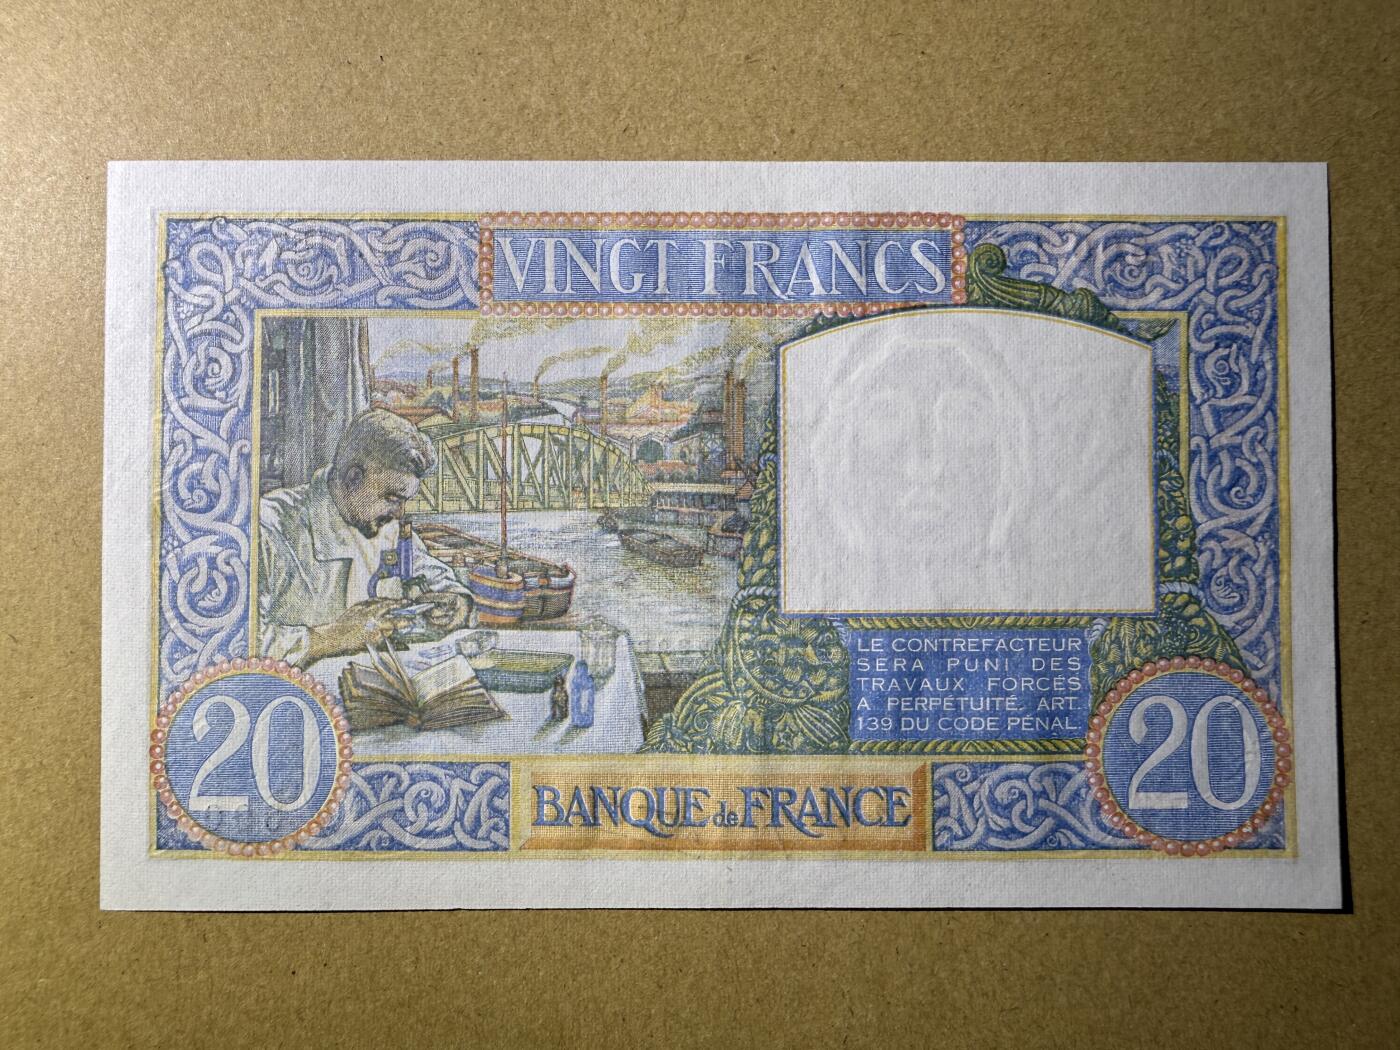 VINGT FRANCS
LE CONTREFACTEUR
SERA PUNI DES
TRAVAUX FORCÉS
A PERPÉTUITÉ. ART.
139 DU CODE PÉNAL.
20
20
BANQUE de FRANCE